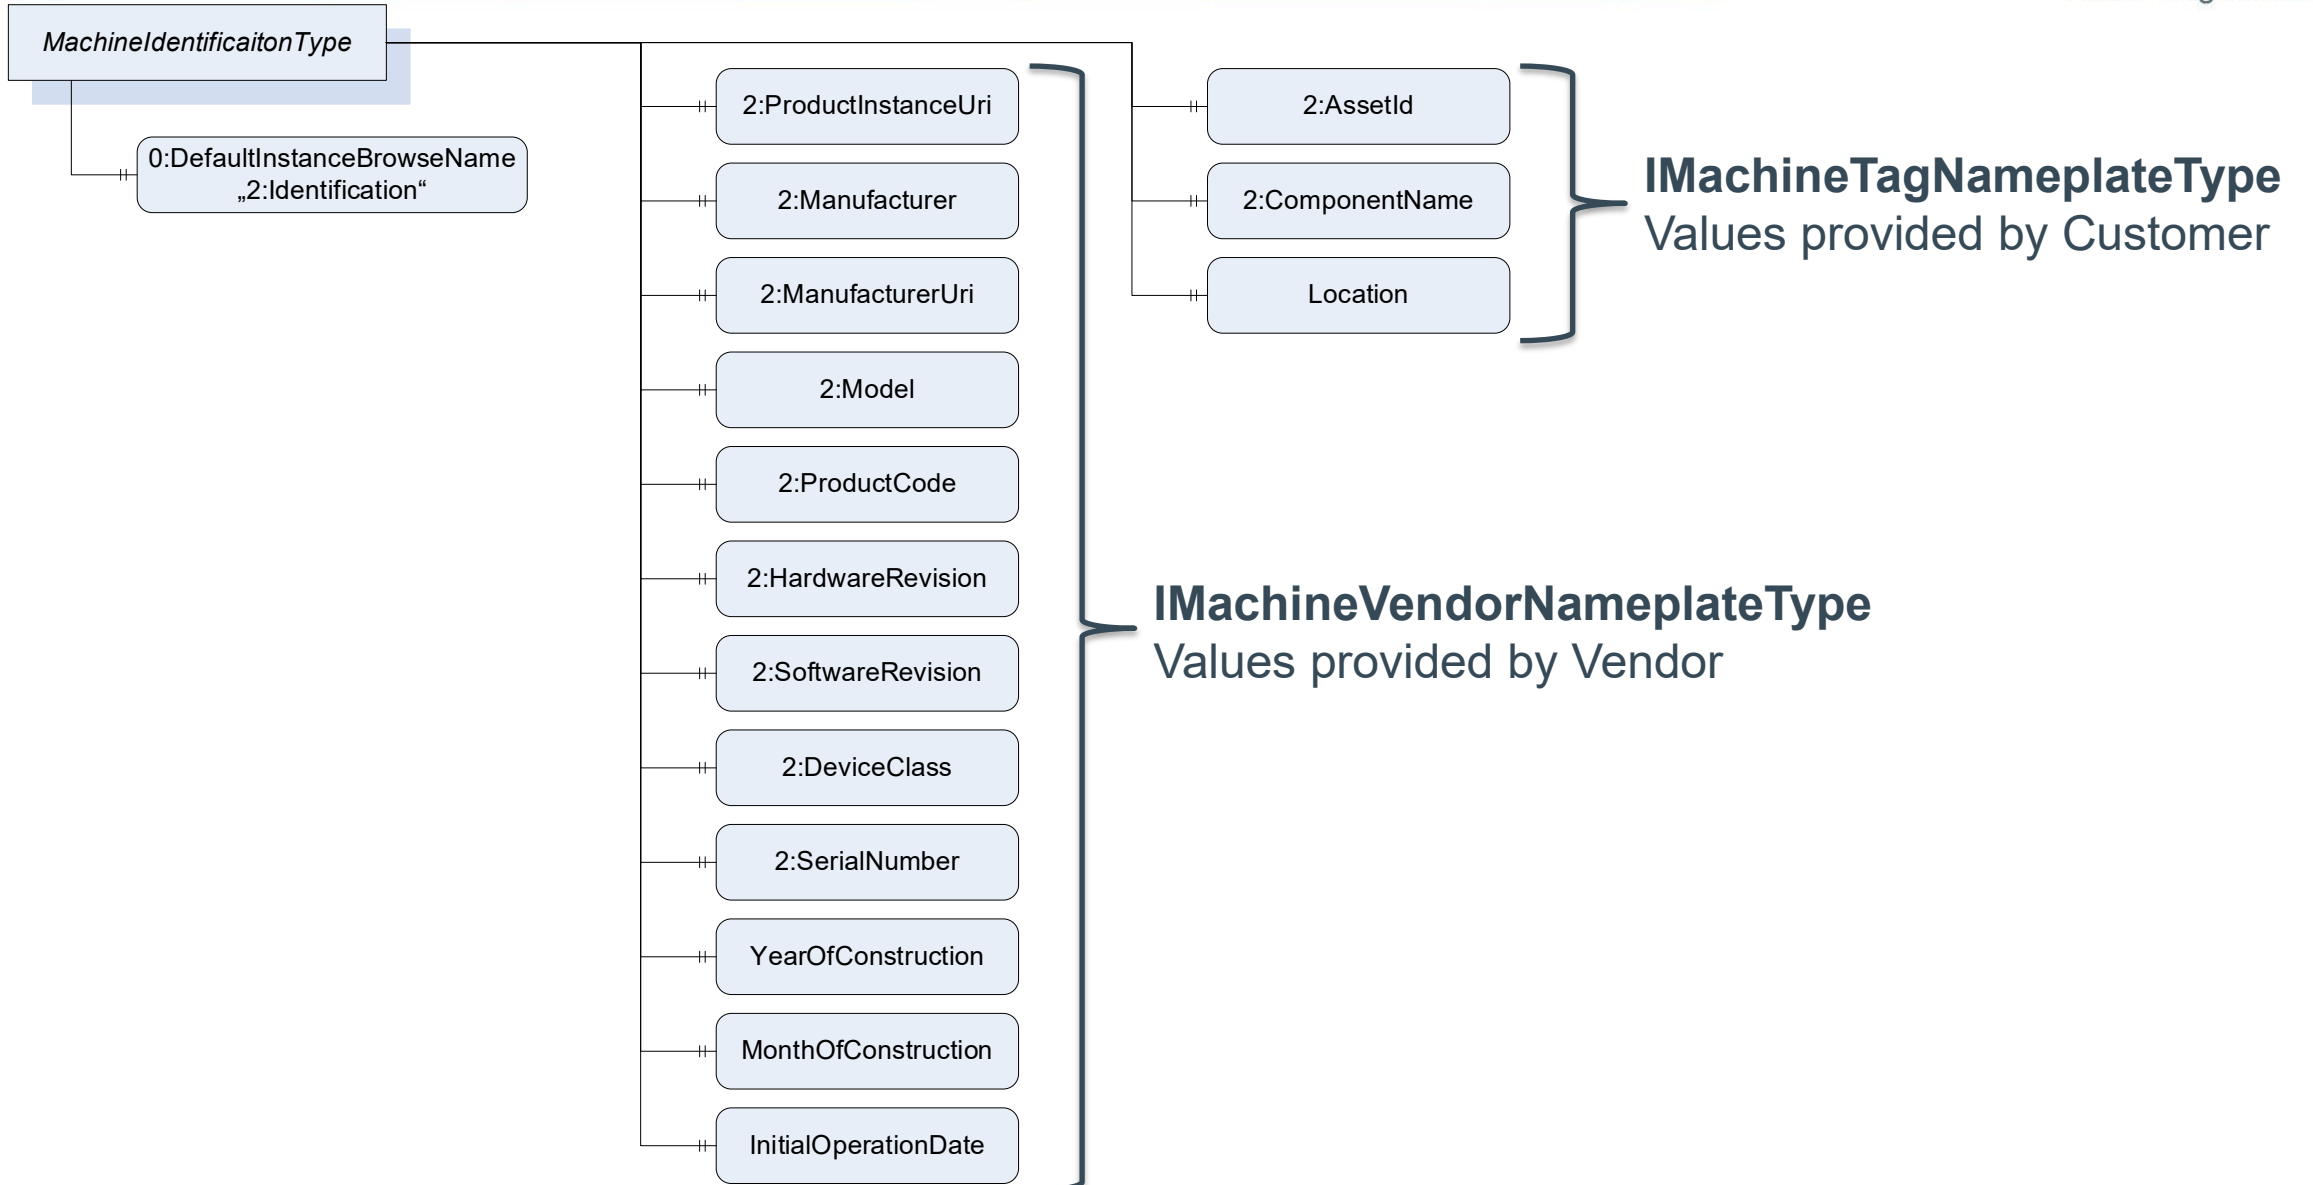 MachineIdentificaitonType
0:DefaultInstanceBrowseName
„2:Identification“
2:ProductInstanceUri
2:Manufacturer
2:ManufacturerUri
2:Model
2:ProductCode
2:HardwareRevision
2:SoftwareRevision
2:DeviceClass
2:SerialNumber
YearOfConstruction
MonthOfConstruction
InitialOperationDate
2:AssetId
2:ComponentName
Location
IMachineTagNameplateType
Values provided by Customer
IMachineVendorNameplateType
Values provided by Vendor